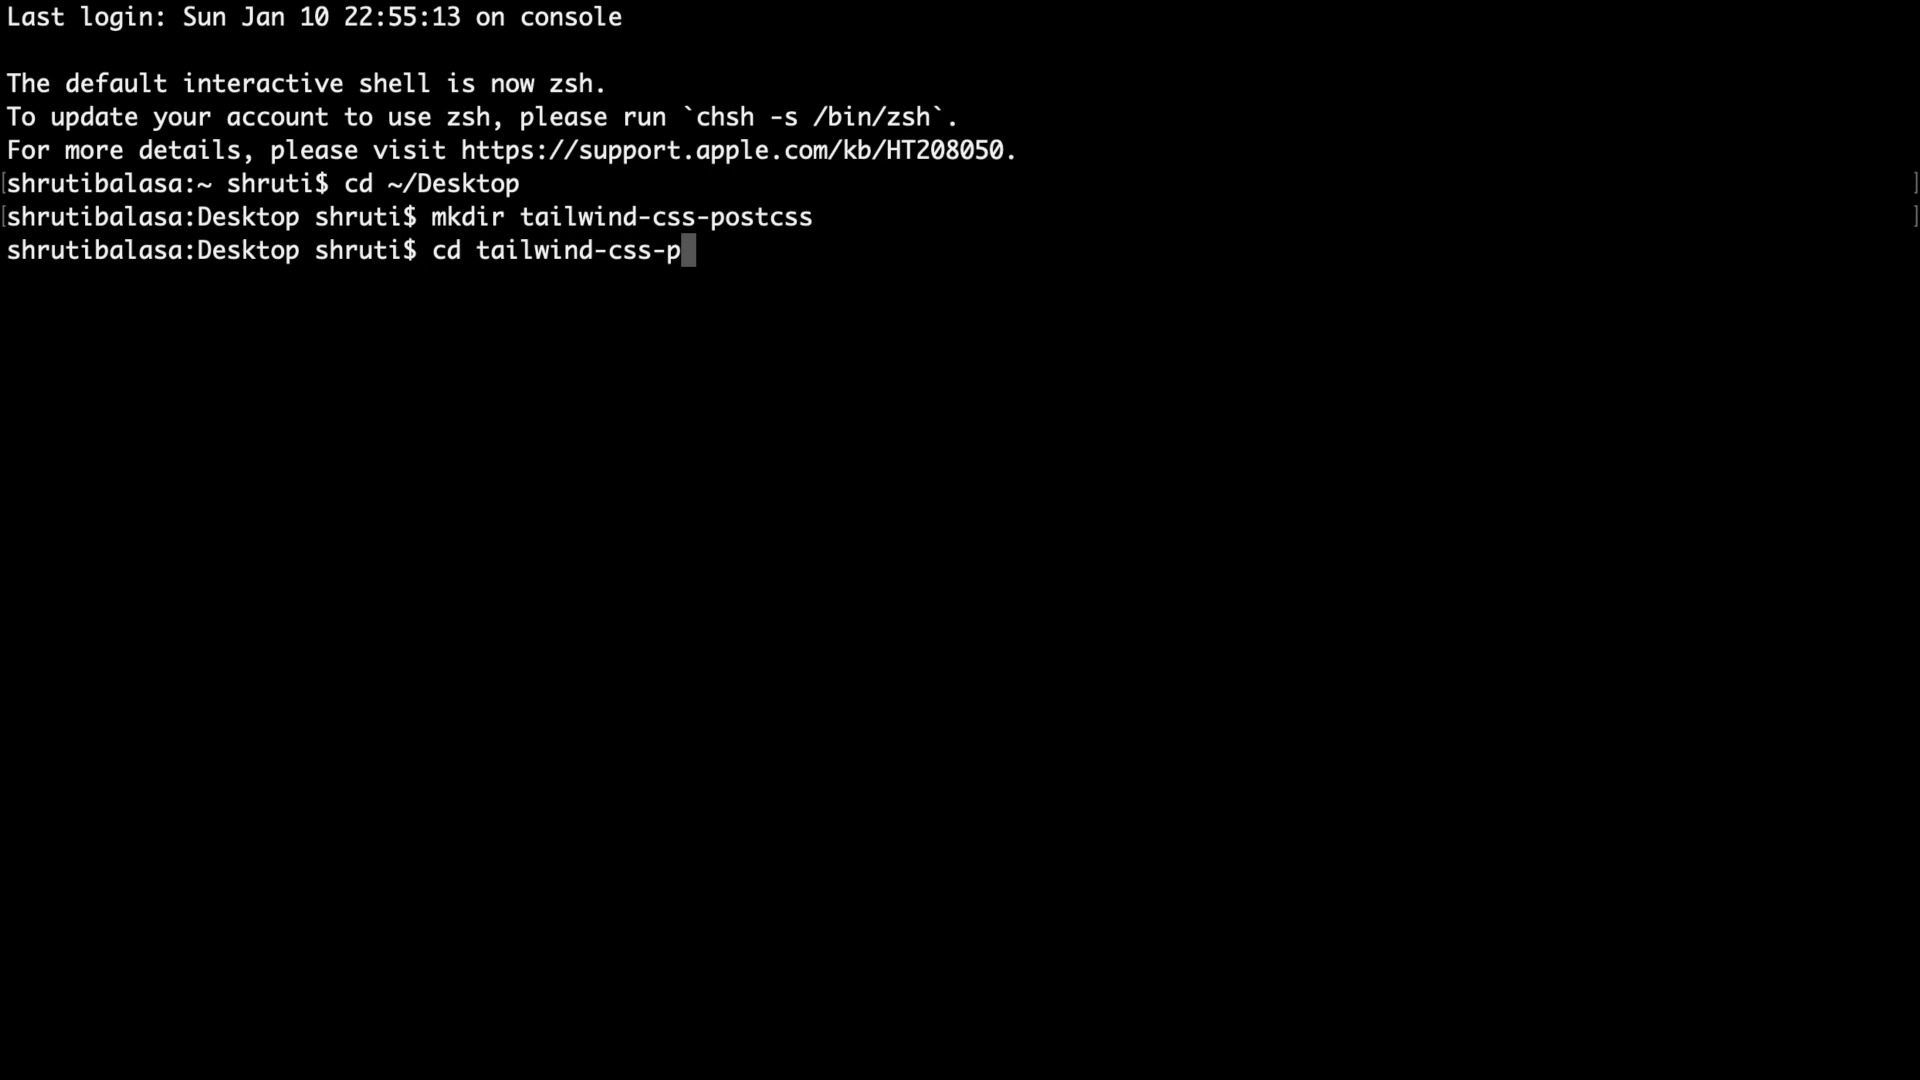 Last login: Sun Jan 10 22:55:13 on console
The default interactive shell is now zsh.
To update your account to use zsh, please run `chsh -s /bin/zsh`.
For more details, please visit https://support.apple.com/kb/HT208050.
[shrutibalasa:~ shruti$ cd ~/Desktop ]
[shrutibalasa:Desktop shruti$ mkdir tailwind-css-postcss ]
shrutibalasa:Desktop shruti$ cd tailwind-css-p